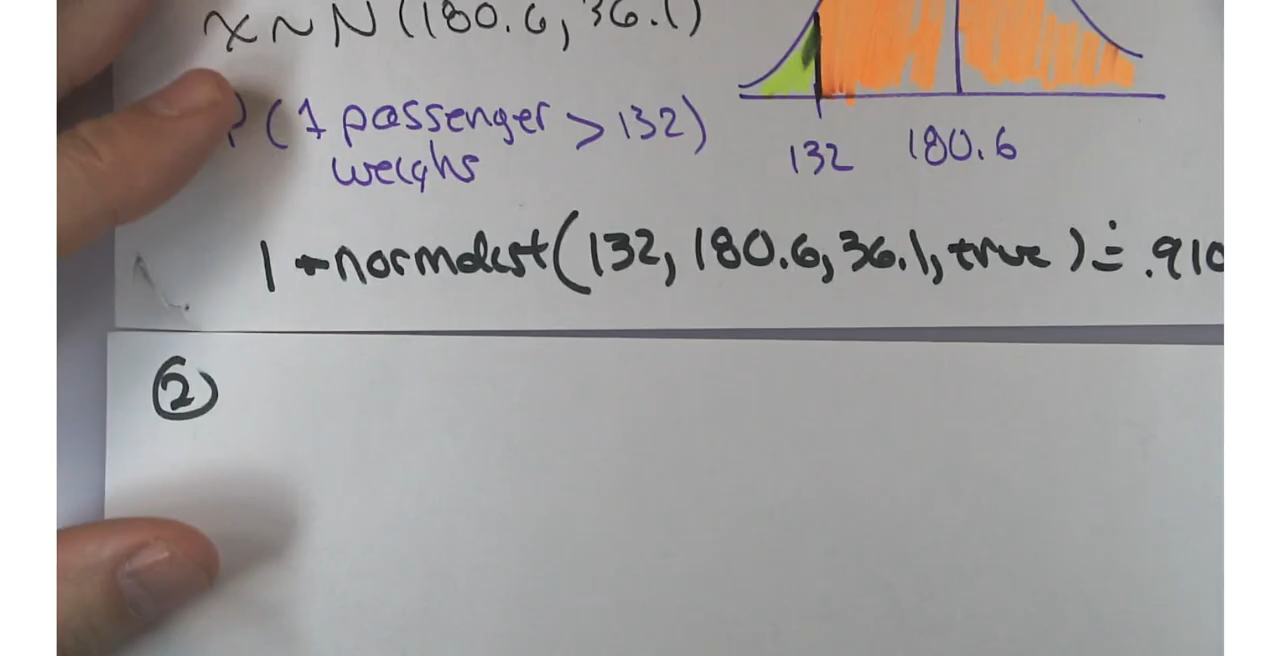 x ~ N (180.6, 36.1)
P (1 passenger > 132)
weighs
132 180.6
1 - normdist(132, 180.6, 36.1, true) ≐ .910
②